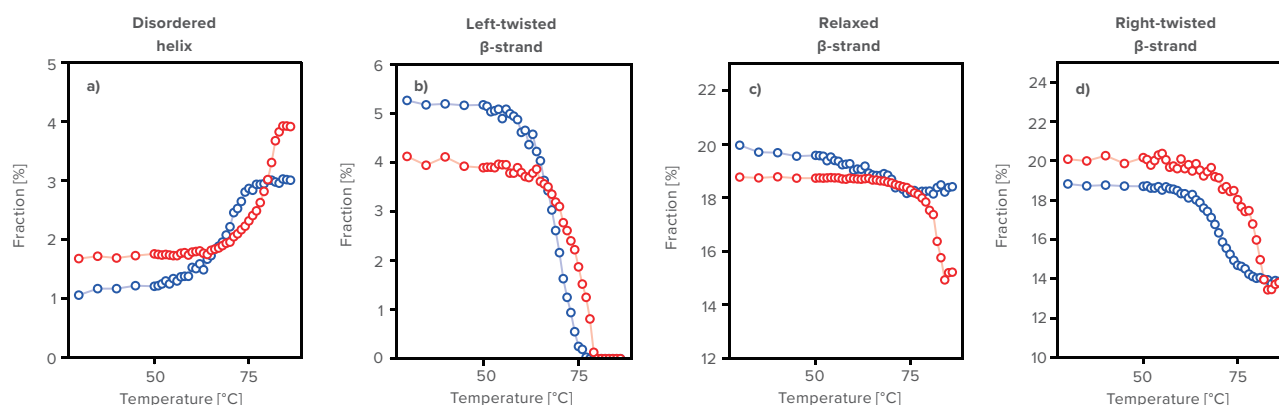 Disordered
helix
a)
5
4
3
2
1
0
50
75
Fraction [%]
Temperature [°C]
Left-twisted
β-strand
b)
6
5
4
3
2
1
0
50
75
Fraction [%]
Temperature [°C]
Relaxed
β-strand
c)
22
20
18
16
14
12
50
75
Fraction [%]
Temperature [°C]
Right-twisted
β-strand
d)
24
22
20
18
16
14
12
10
50
75
Fraction [%]
Temperature [°C]